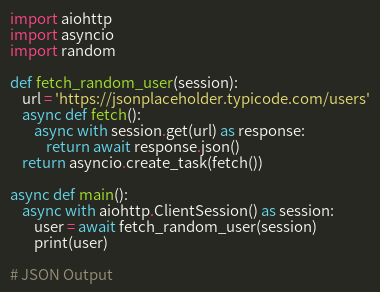 import aiohttp
import asyncio
import random

def fetch_random_user(session):
    url = 'https://jsonplaceholder.typicode.com/users'
    async def fetch():
        async with session.get(url) as response:
            return await response.json()
    return asyncio.create_task(fetch())

async def main():
    async with aiohttp.ClientSession() as session:
        user = await fetch_random_user(session)
        print(user)

# JSON Output